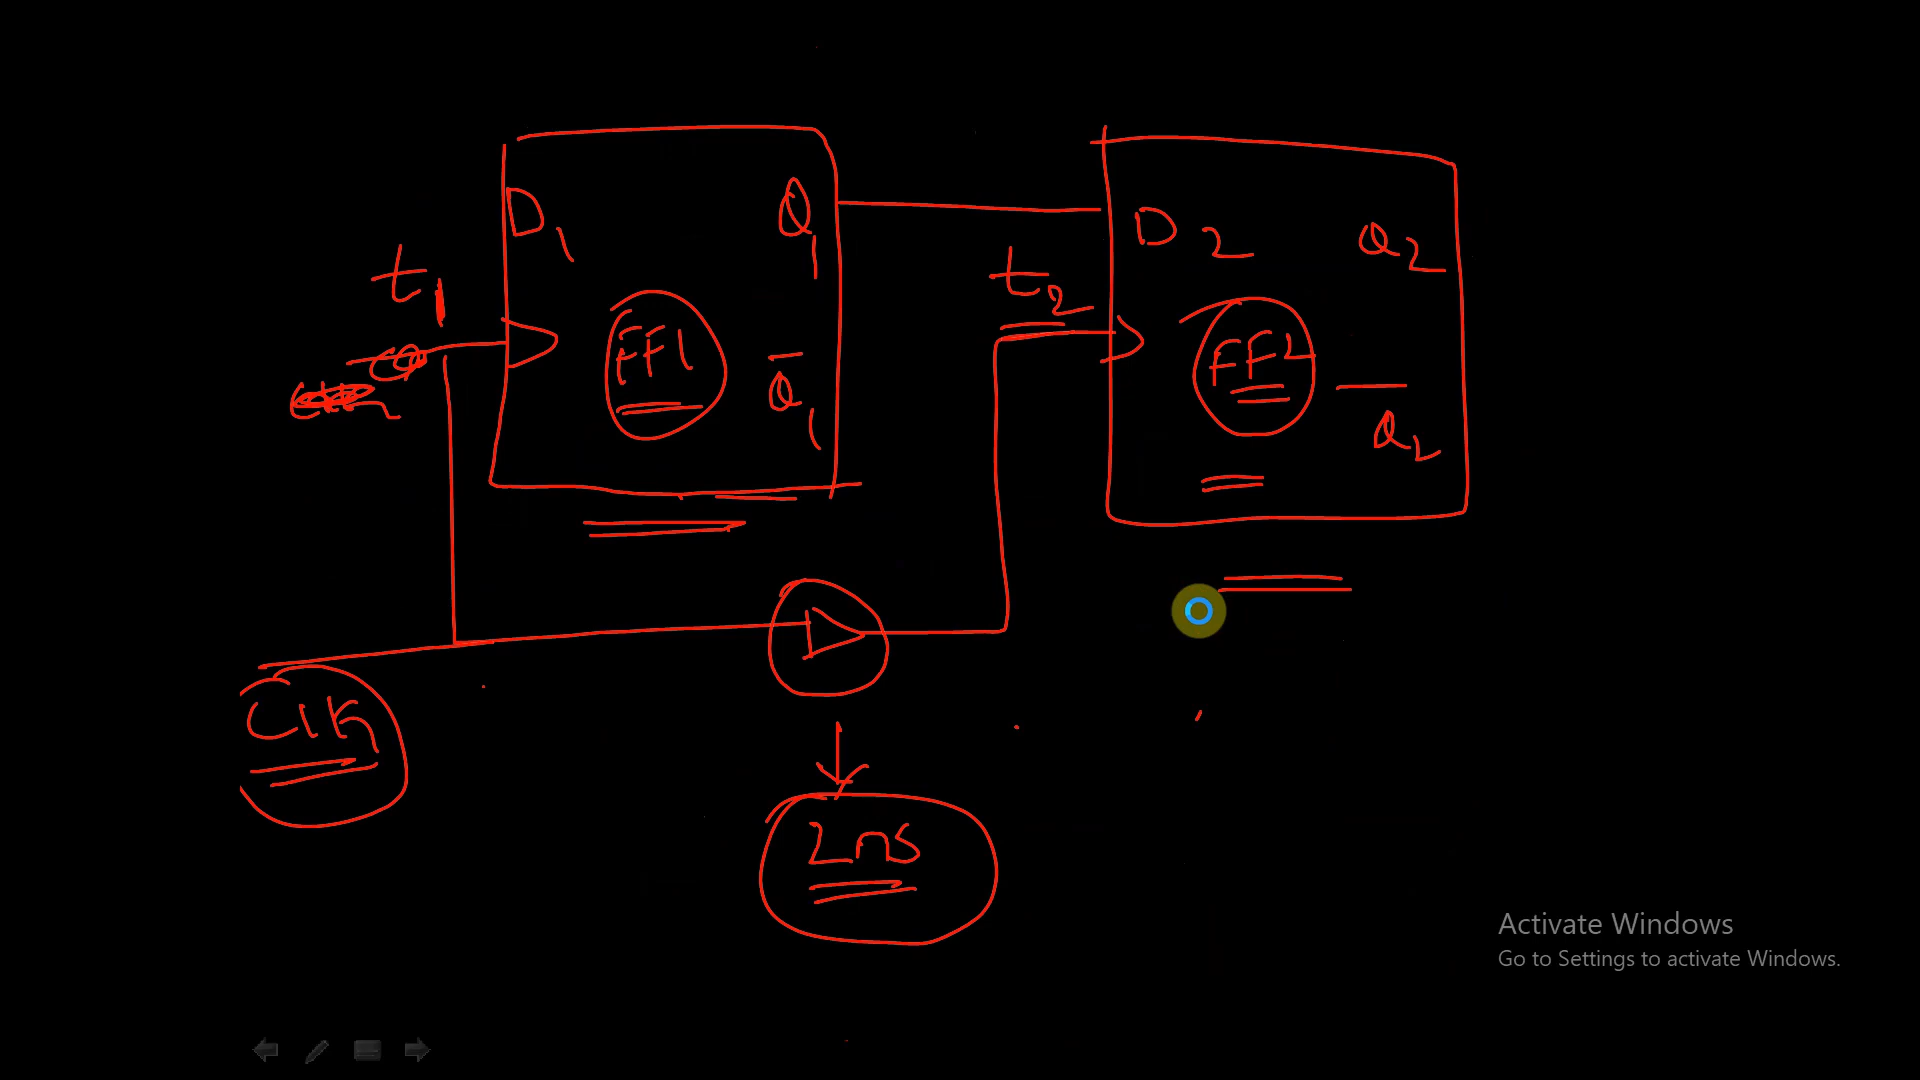 D1
Q1
D2
Q2
t1
t2
FF1
Q̅1
FF2
Q̅2
Clk
2ns
Activate Windows
Go to Settings to activate Windows.